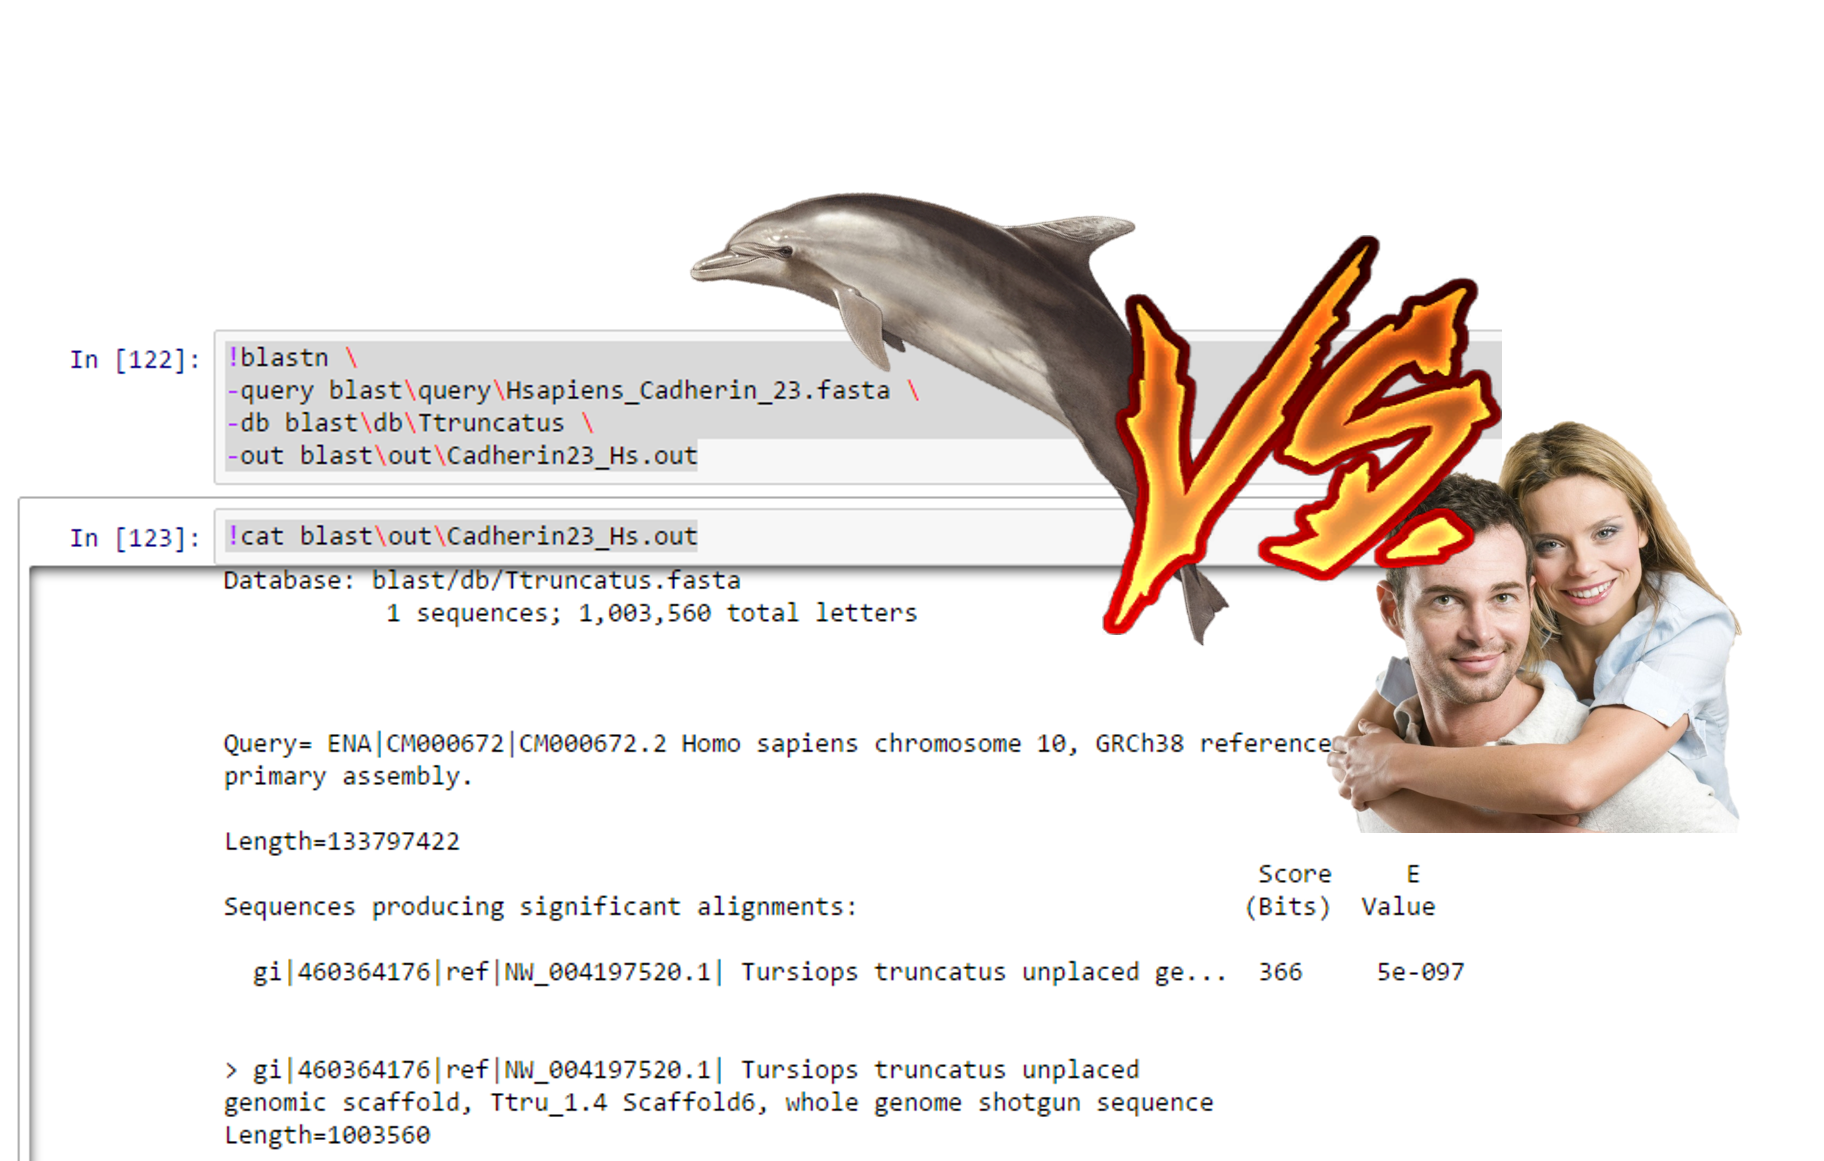 VS.
In [122]:
!blastn \
-query blast\query\Hsapiens_Cadherin_23.fasta \
-db blast\db\Ttruncatus \
-out blast\out\Cadherin23_Hs.out
In [123]:
!cat blast\out\Cadherin23_Hs.out
Database: blast/db/Ttruncatus.fasta
1 sequences; 1,003,560 total letters
Query= ENA|CM000672|CM000672.2 Homo sapiens chromosome 10, GRCh38 reference
primary assembly.
Length=133797422
Score E
Sequences producing significant alignments: (Bits) Value
gi|460364176|ref|NW_004197520.1| Tursiops truncatus unplaced ge... 366 5e-097
> gi|460364176|ref|NW_004197520.1| Tursiops truncatus unplaced
genomic scaffold, Ttru_1.4 Scaffold6, whole genome shotgun sequence
Length=1003560